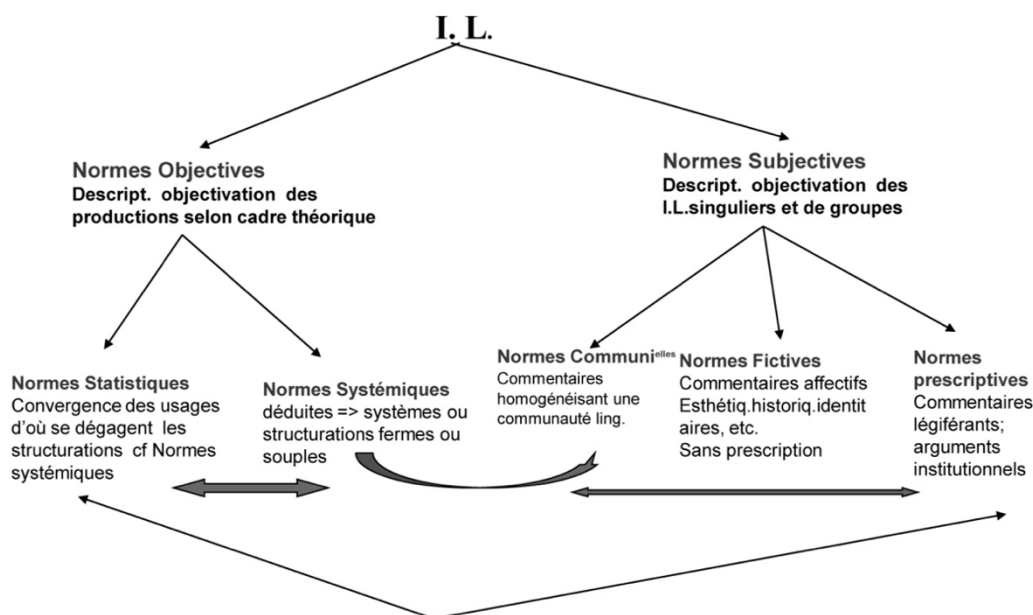 I. L.
Normes Objectives
Descript. objectivation des
productions selon cadre théorique
Normes Subjectives
Descript. objectivation des
I.L.singuliers et de groupes
Normes Statistiques
Convergence des usages
d'où se dégagent les
structurations cf Normes
systémiques
Normes Systémiques
déduites => systèmes ou
structurations fermes ou
souples
Normes Communielles
Commentaires
homogénéisant une
communauté ling.
Normes Fictives
Commentaires affectifs
Esthétiq.historiq.identit
aires, etc.
Sans prescription
Normes
prescriptives
Commentaires
légiférants;
arguments
institutionnels